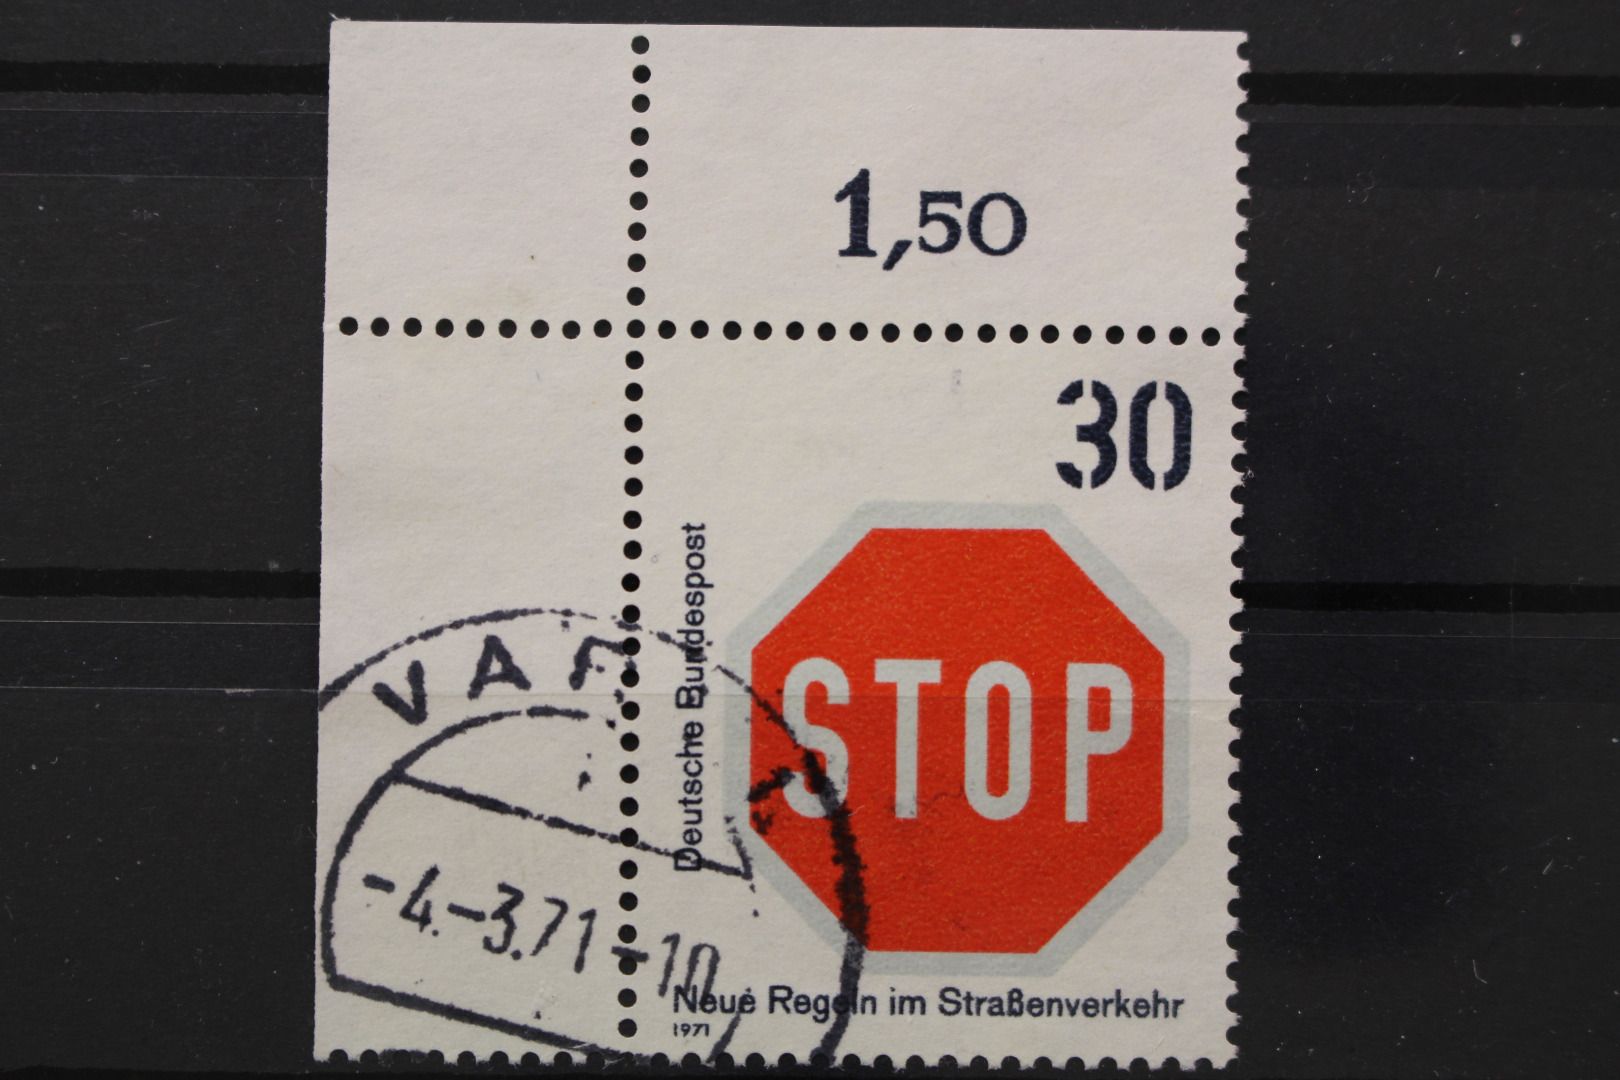 1,50
30
Deutsche Bundespost
STOP
-4.-3.71-10
Neue Regeln im Straßenverkehr
1971